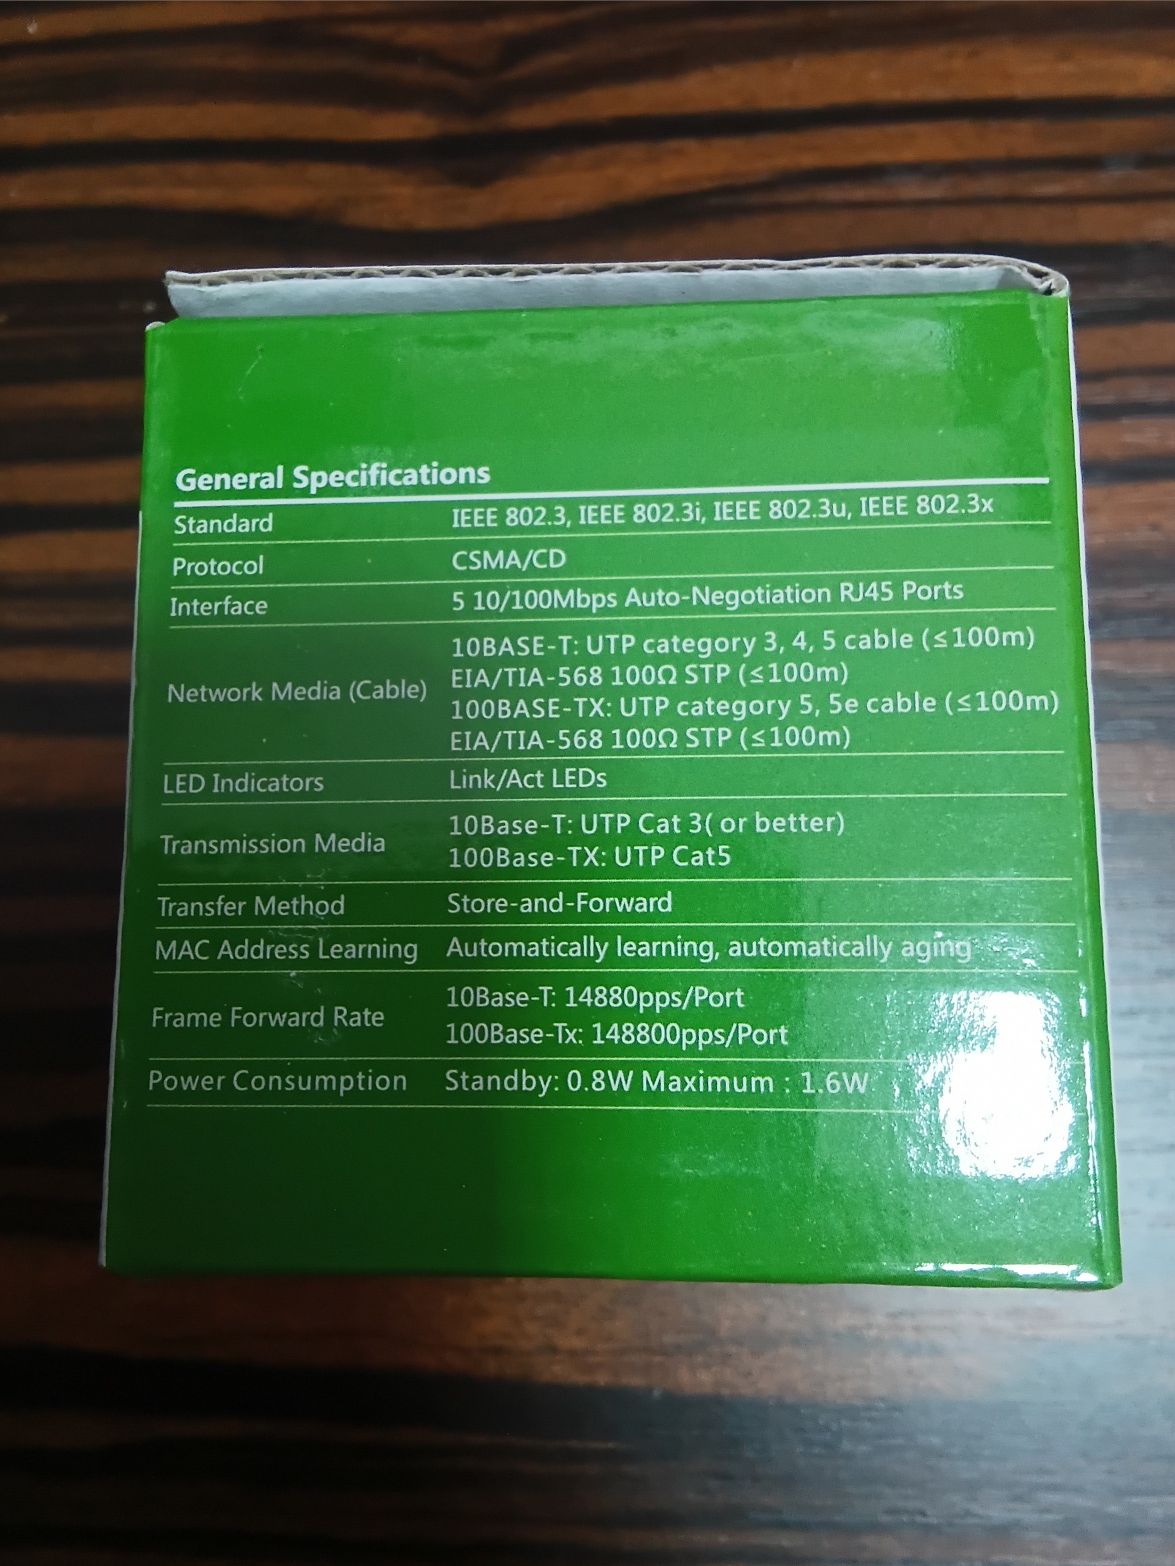 General Specifications
Standard IEEE 802.3, IEEE 802.3i, IEEE 802.3u, IEEE 802.3x
Protocol CSMA/CD
Interface 5 10/100Mbps Auto-Negotiation RJ45 Ports
Network Media (Cable)
10BASE-T: UTP category 3, 4, 5 cable (≤100m)
EIA/TIA-568 100Ω STP (≤100m)
100BASE-TX: UTP category 5, 5e cable (≤100m)
EIA/TIA-568 100Ω STP (≤100m)
LED Indicators Link/Act LEDs
Transmission Media
10Base-T: UTP Cat 3( or better)
100Base-TX: UTP Cat5
Transfer Method Store-and-Forward
MAC Address Learning Automatically learning, automatically aging
Frame Forward Rate
10Base-T: 14880pps/Port
100Base-Tx: 148800pps/Port
Power Consumption Standby: 0.8W Maximum : 1.6W